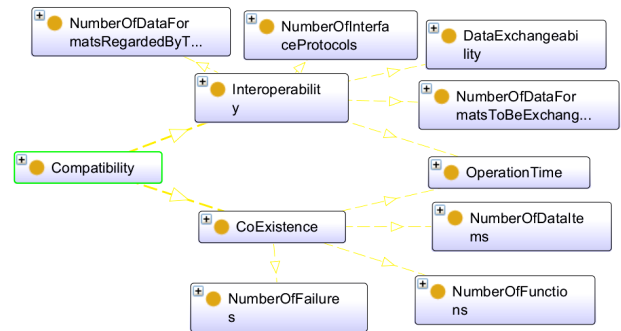 NumberOfDataFor
matsRegardedByT...
NumberOfInterfa
ceProtocols
DataExchangeabi
lity
Interoperabilit
y
NumberOfDataFor
matsToBeExchang...
Compatibility
OperationTime
CoExistence
NumberOfDataIte
ms
NumberOfFailure
s
NumberOfFunctio
ns